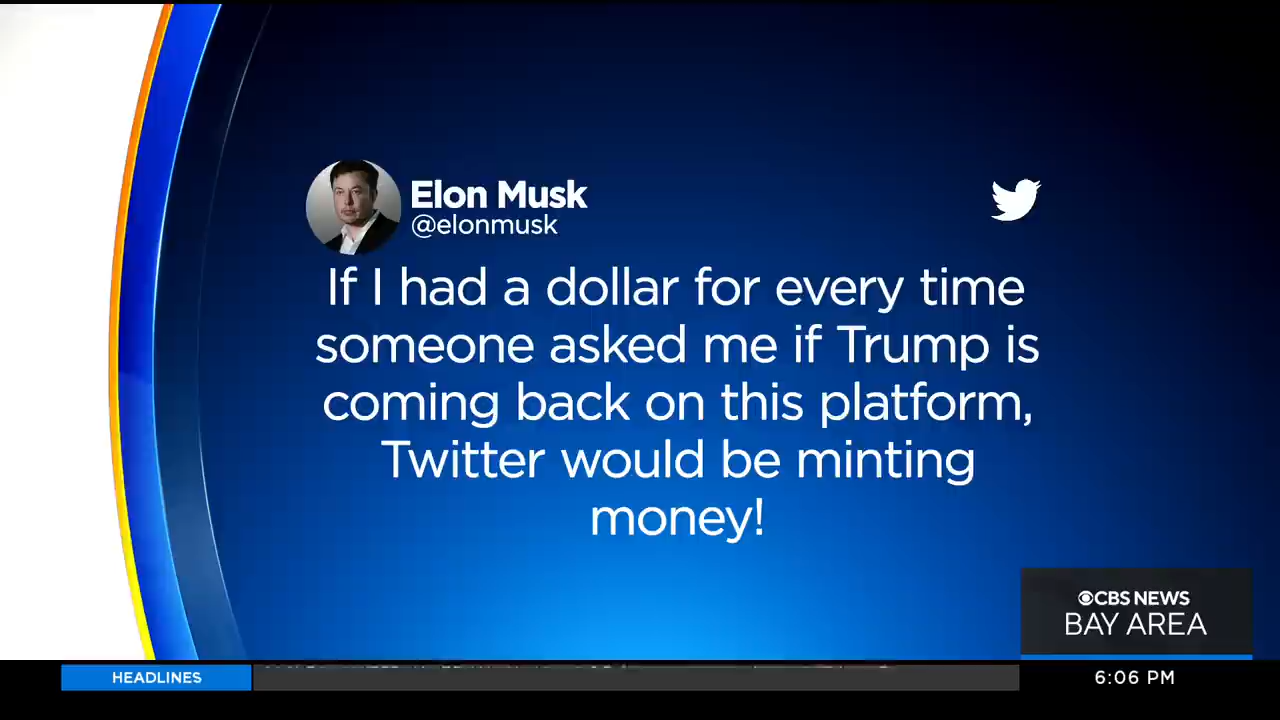 Elon Musk
@elonmusk
If I had a dollar for every time
someone asked me if Trump is
coming back on this platform,
Twitter would be minting
money!
CBS NEWS
BAY AREA
HEADLINES
6:06 PM